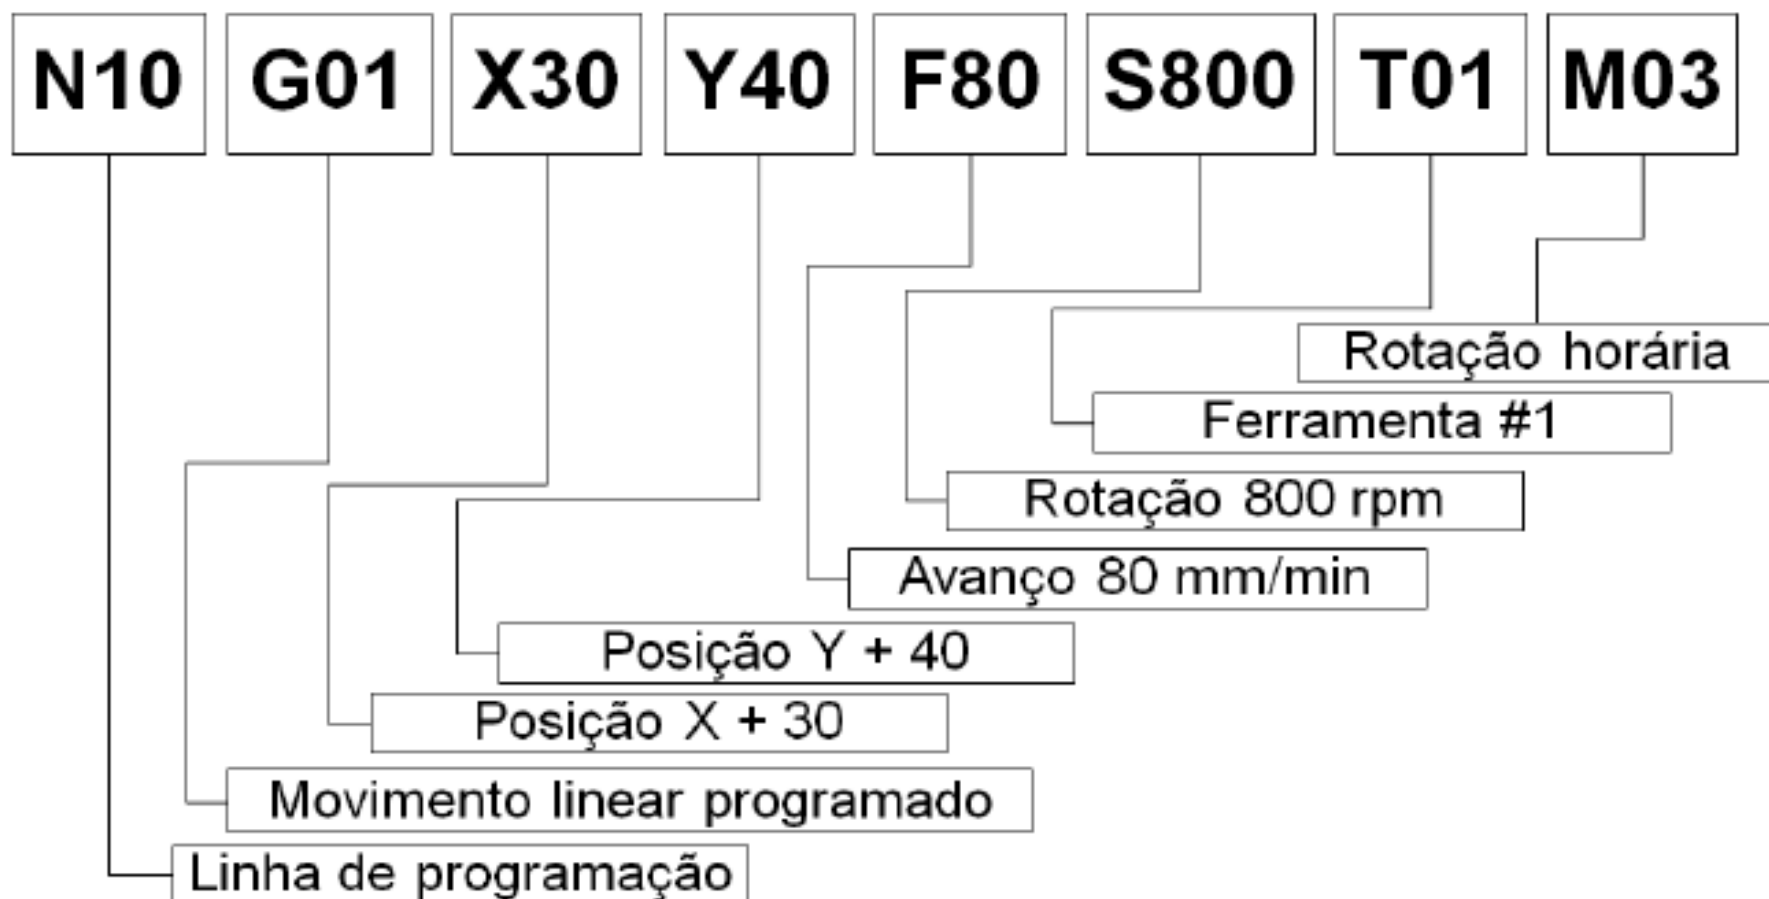 N10 G01 X30 Y40 F80 S800 T01 M03
Rotação horária
Ferramenta #1
Rotação 800 rpm
Avanço 80 mm/min
Posição Y + 40
Posição X + 30
Movimento linear programado
Linha de programação